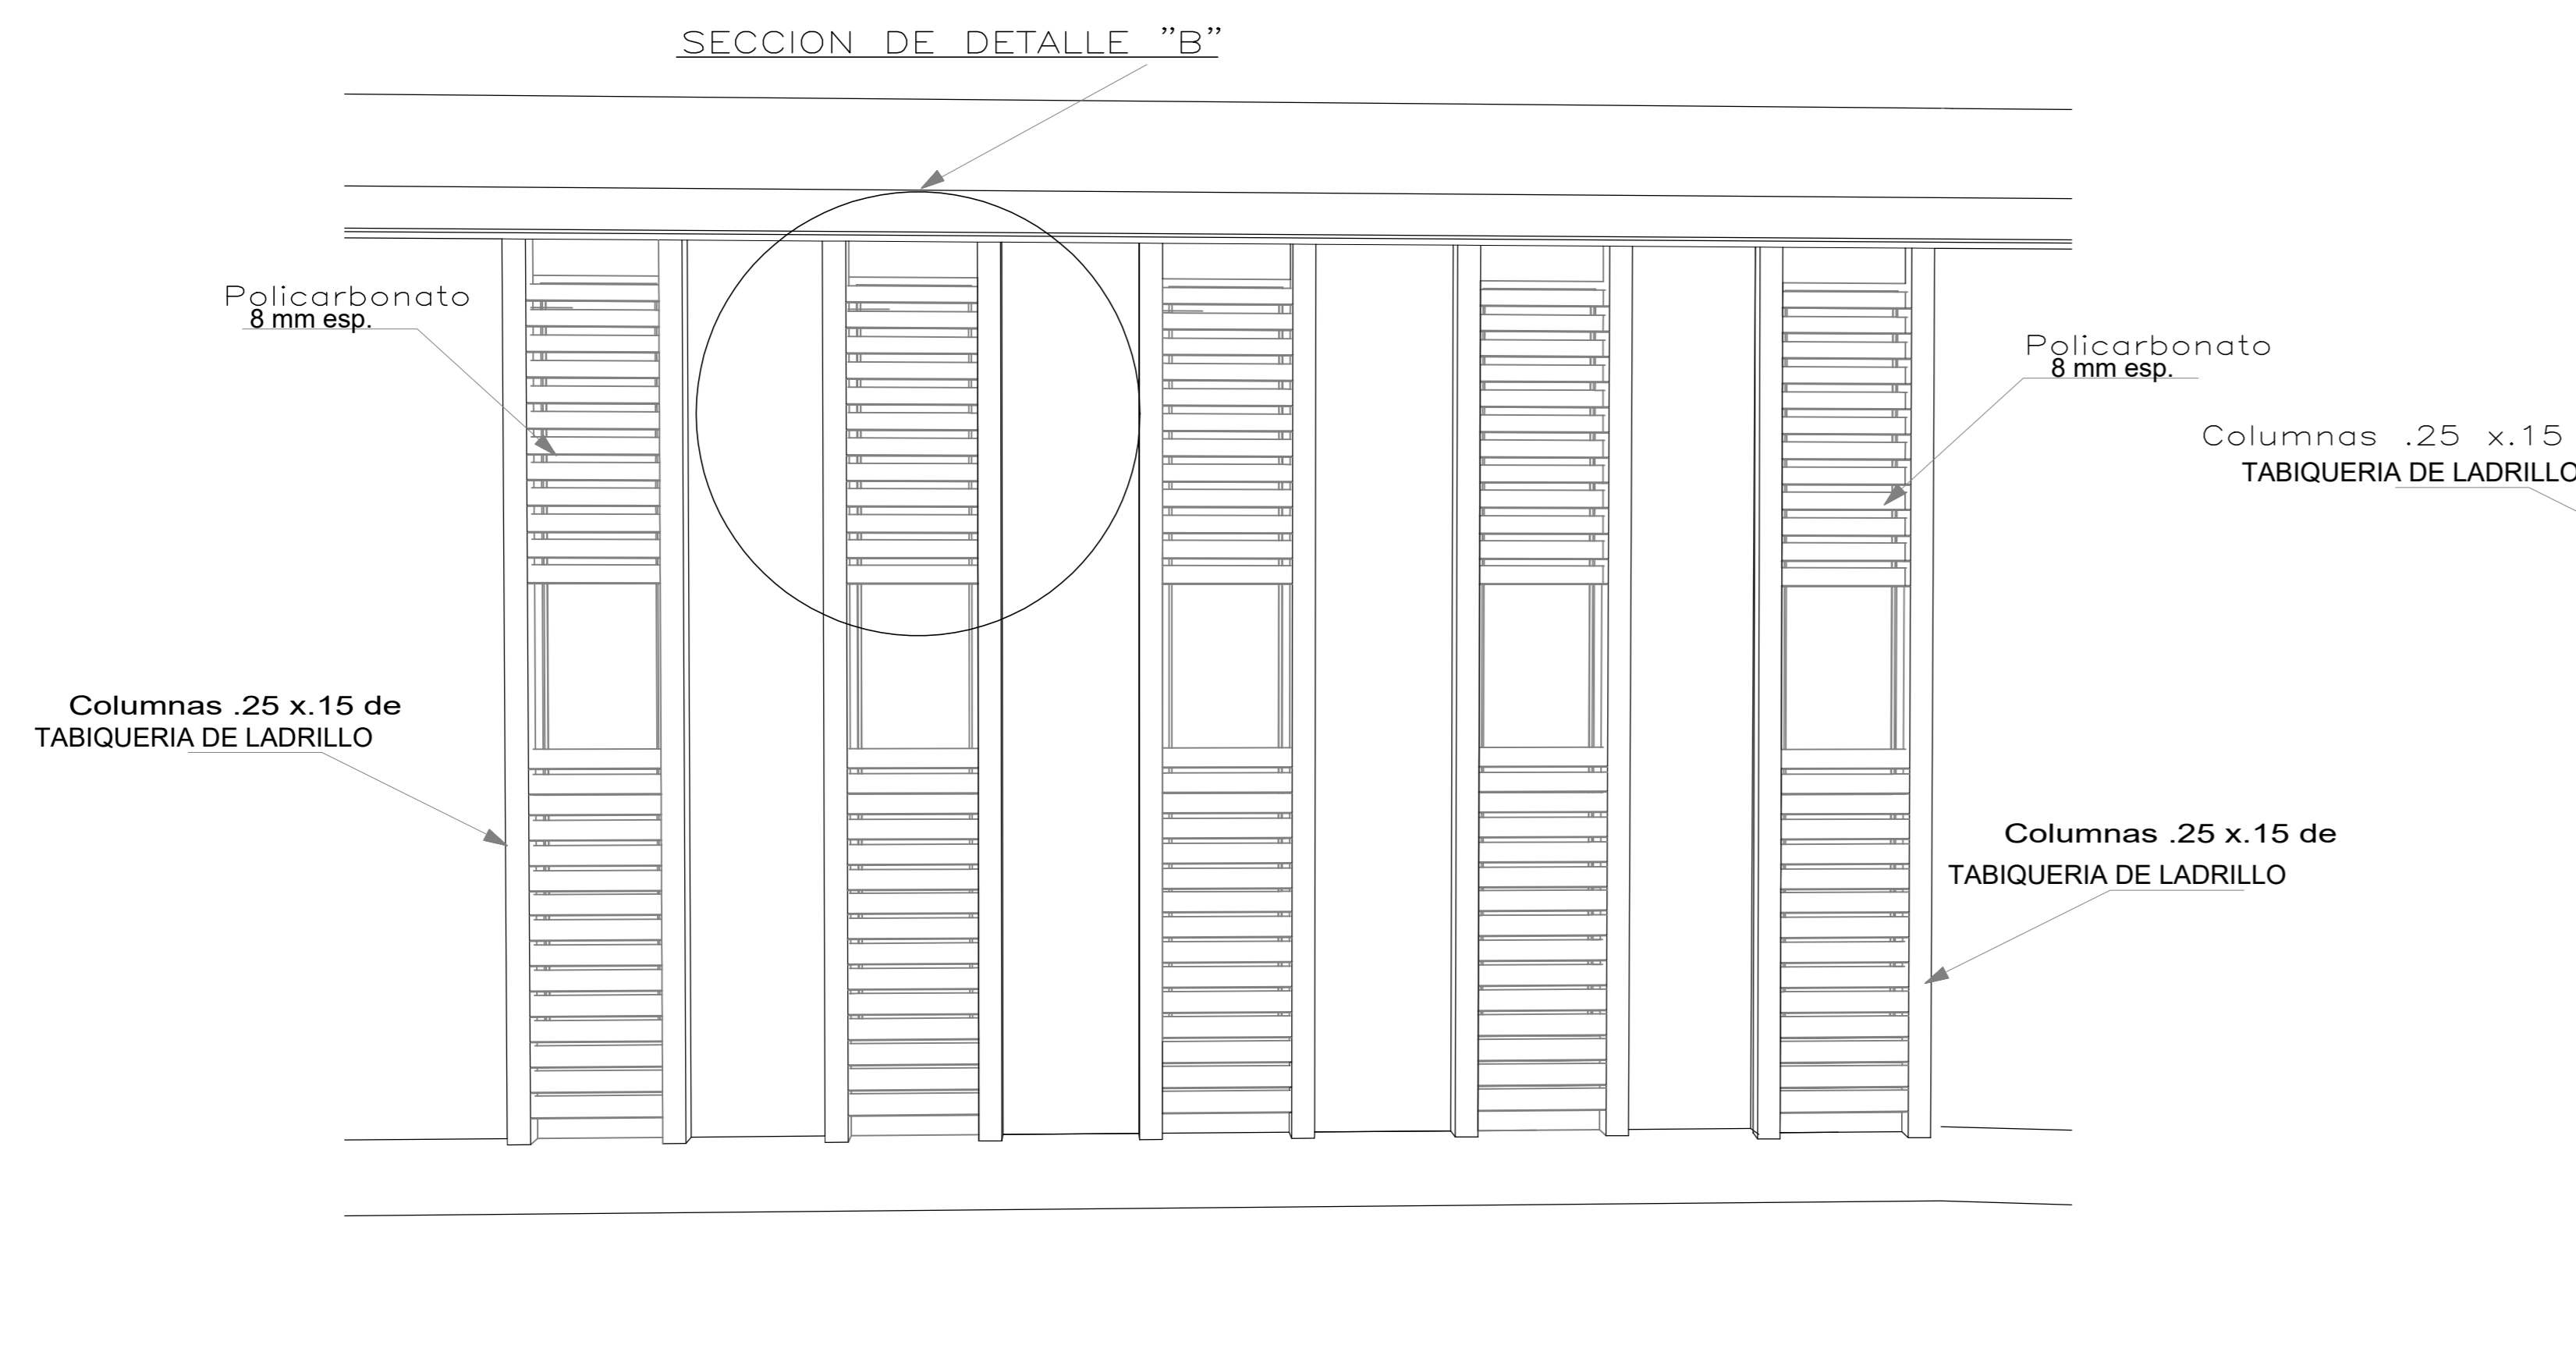 SECCION DE DETALLE "B"
Policarbonato
8 mm esp.
Policarbonato
8 mm esp.
Columnas .25 x.15
TABIQUERIA DE LADRILLO
Columnas .25 x.15 de
TABIQUERIA DE LADRILLO
Columnas .25 x.15 de
TABIQUERIA DE LADRILLO